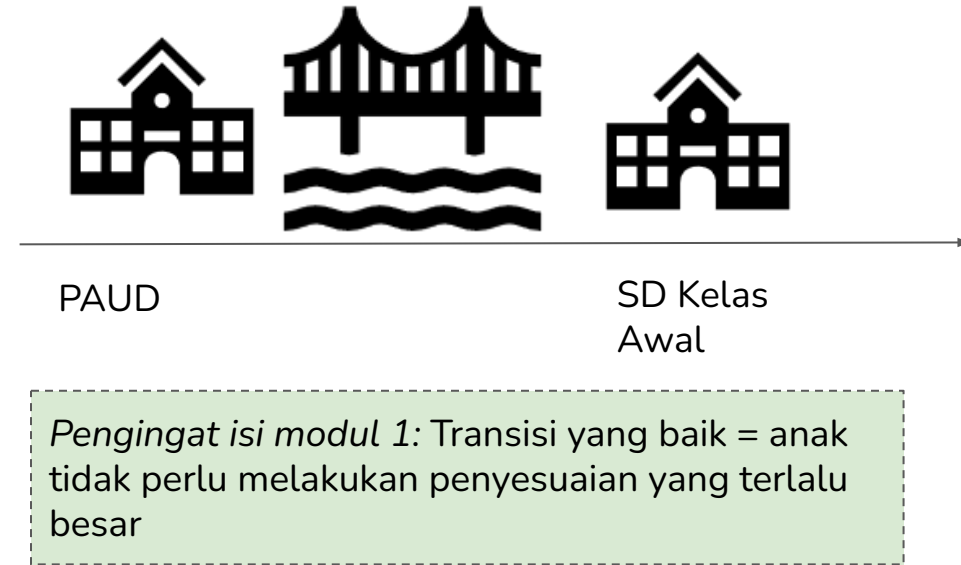 PAUD
SD Kelas
Awal
Pengingat isi modul 1: Transisi yang baik = anak
tidak perlu melakukan penyesuaian yang terlalu
besar